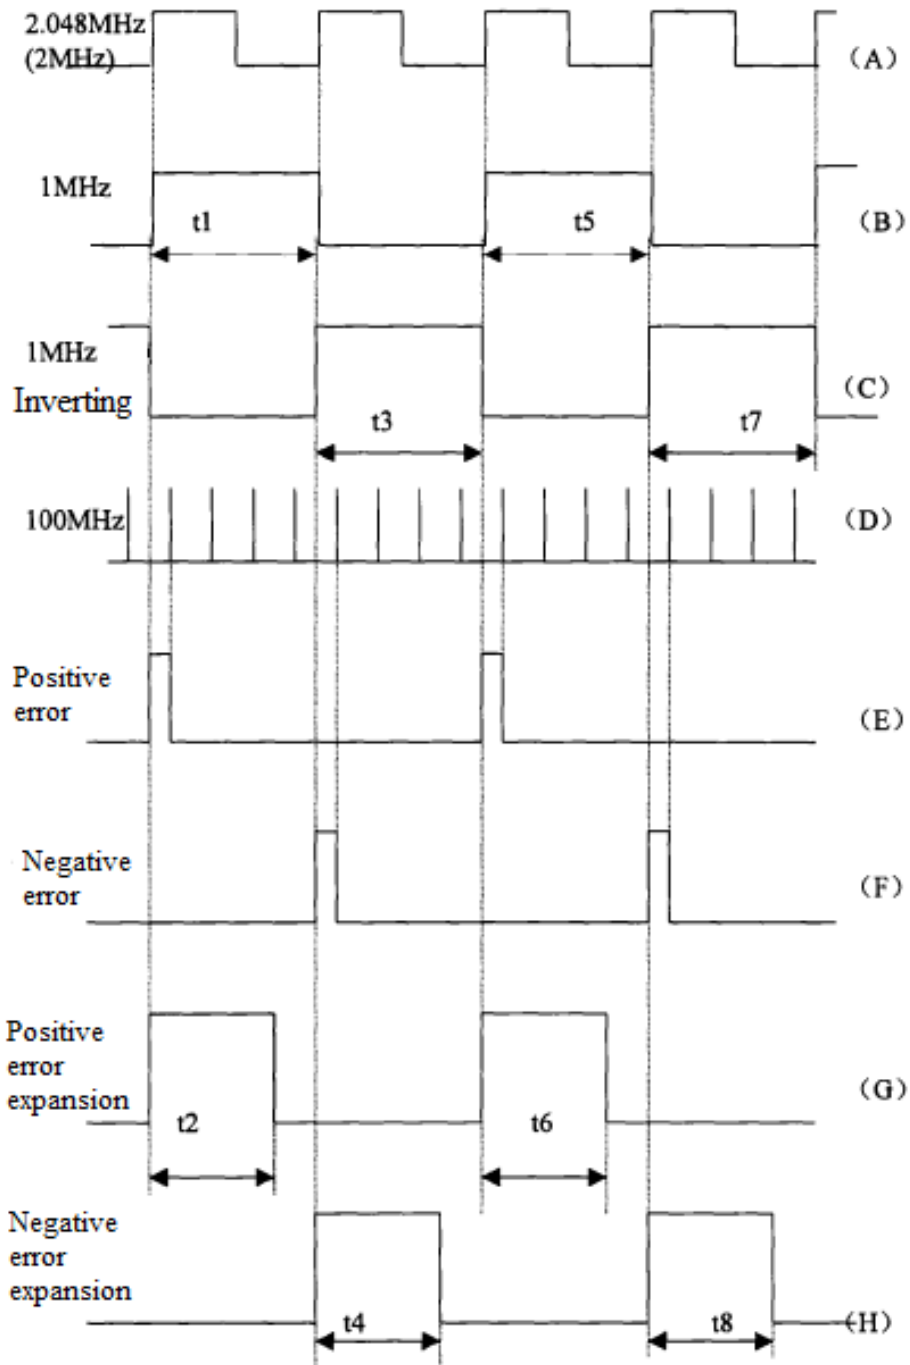 2.048MHz
(2MHz)
(A)
1MHz
t1
t5
(B)
1MHz
Inverting
t3
t7
(C)
100MHz
(D)
Positive
error
(E)
Negative
error
(F)
Positive
error
expansion
t2
t6
(G)
Negative
error
expansion
t4
t8
(H)